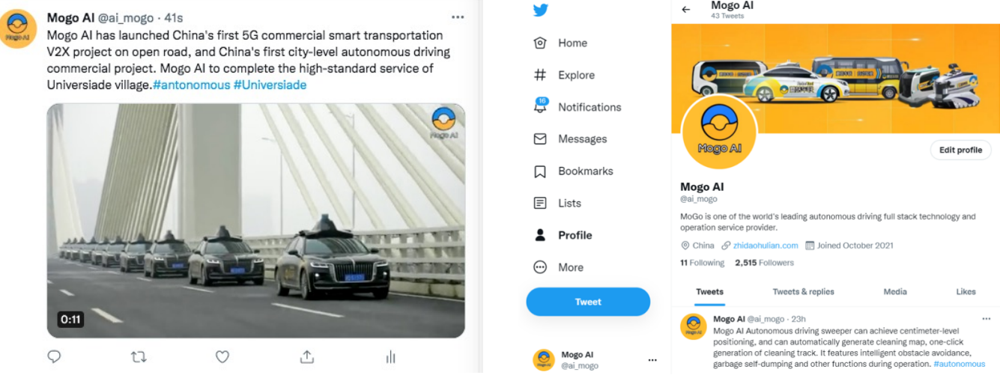 Mogo AI @ai_mogo · 41s
Mogo AI has launched China's first 5G commercial smart transportation
V2X project on open road, and China's first city-level autonomous driving
commercial project. Mogo AI to complete the high-standard service of
Universiade village.#antonomous #Universiade
Mogo AI
Mogo AI
0:11
Home
Explore
16
Notifications
Messages
Bookmarks
Lists
Profile
More
Tweet
Mogo AI
@ai_mogo
Mogo AI
43 Tweets
Mogo AI
Edit profile
Mogo AI
@ai_mogo
MoGo is one of the world's leading autonomous driving full stack technology and
operation service provider.
China zhidaohulian.com Joined October 2021
11 Following 2,515 Followers
Tweets Tweets & replies Media Likes
Mogo AI @ai_mogo · 23h
Mogo AI Autonomous driving sweeper can achieve centimeter-level
positioning, and can automatically generate cleaning map, one-click
generation of cleaning track. It features intelligent obstacle avoidance,
garbage self-dumping and other functions during operation. #autonomous